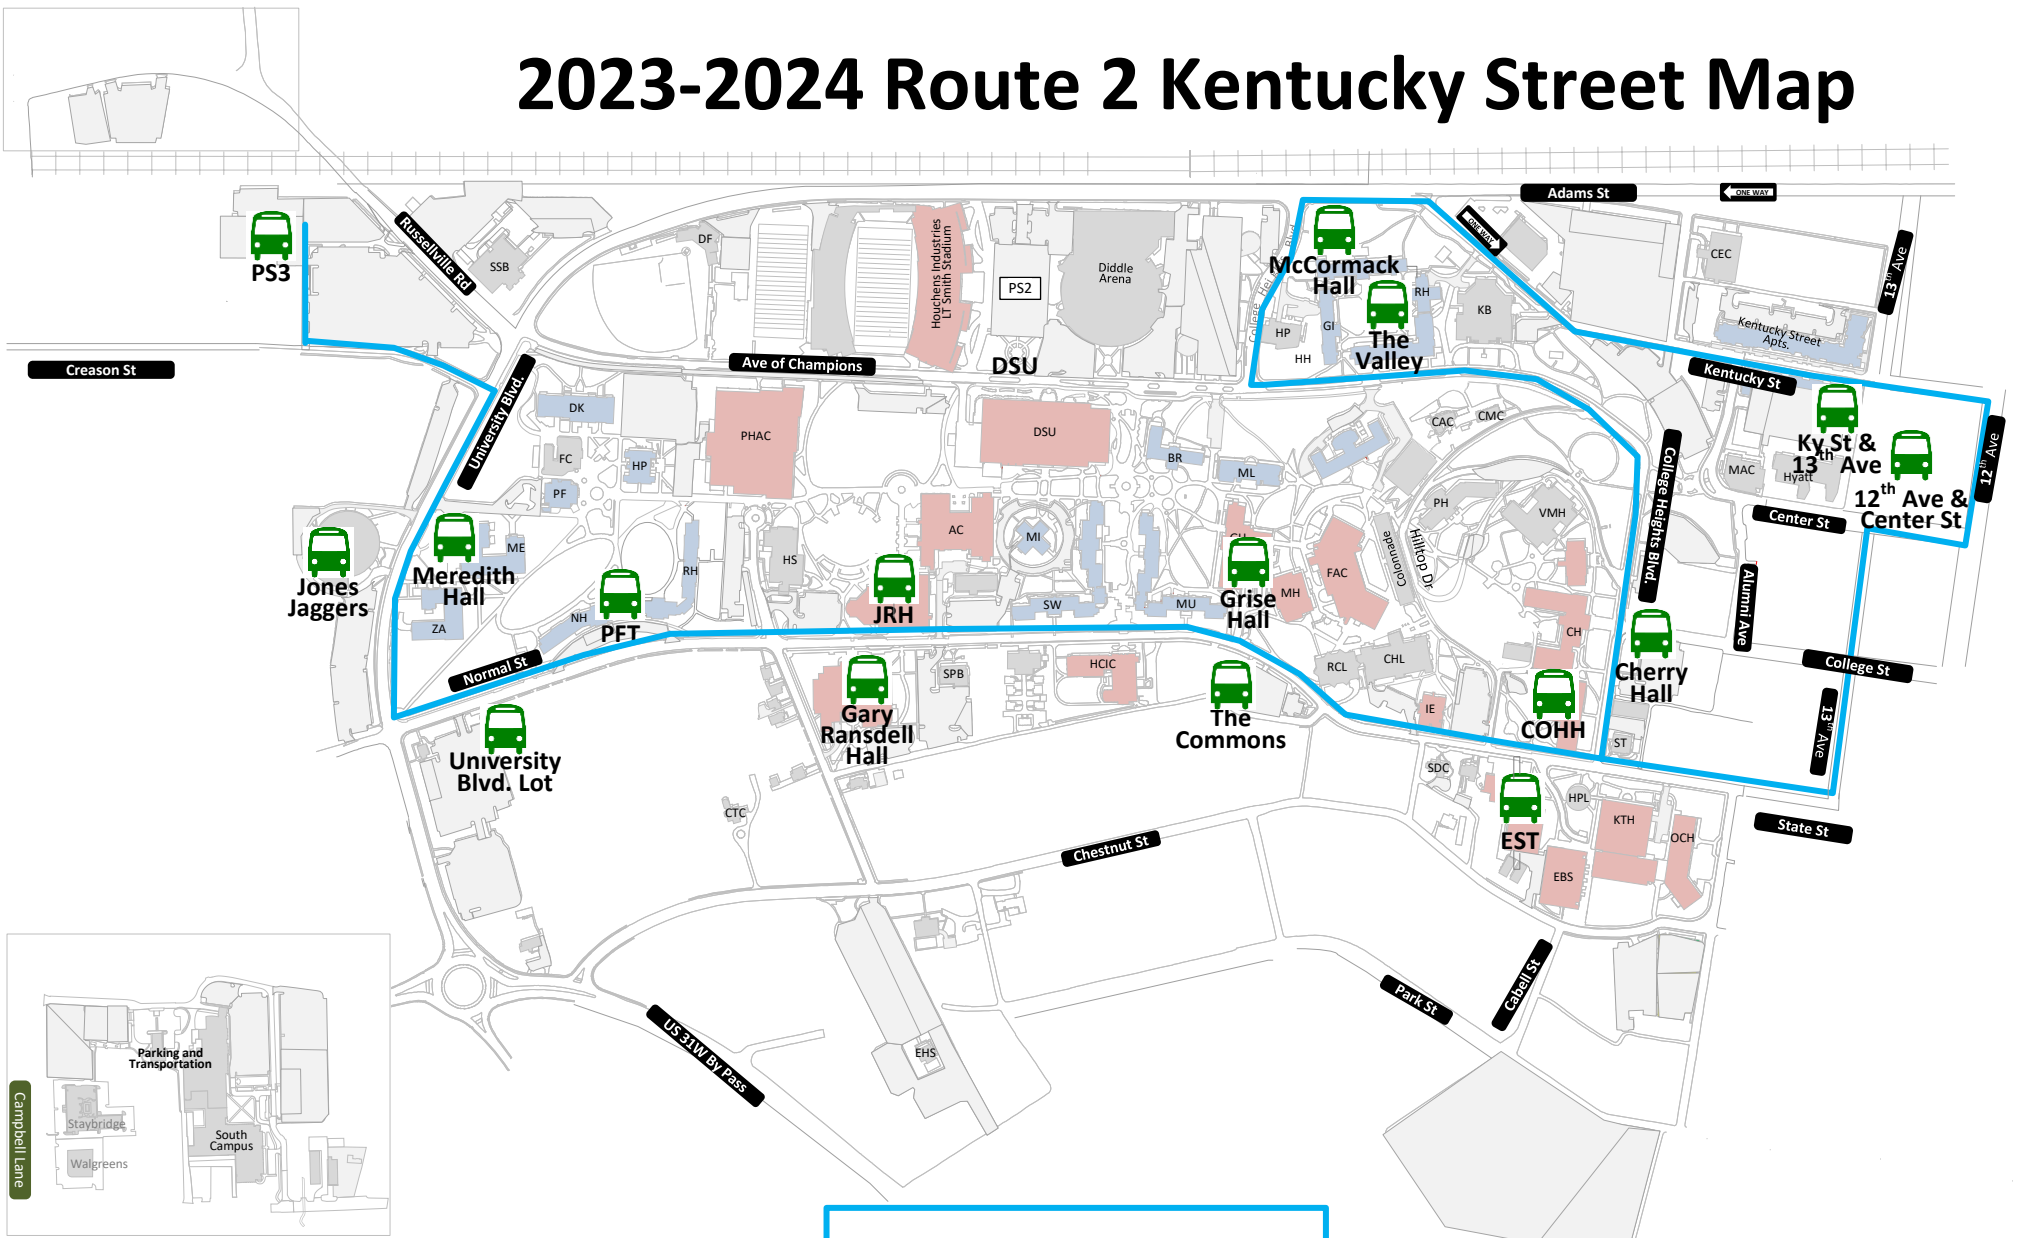 2023-2024 Route 2 Kentucky Street Map
Adams St
ONE WAY
ONE WAY
Russellville Rd
PS3
SSB
DF
Houchens Industries
LT Smith Stadium
PS2
Diddle
Arena
McCormack
Hall
RH
GI
HP
HH
KB
The
Valley
CEC
13th Ave
Kentucky Street
Apts.
Creason St
Ave of Champions
DSU
Kentucky St
University Blvd.
DK
PHAC
DSU
CAC
CMC
FC
HP
BR
ML
PF
College Heights Blvd.
MAC
Hyatt
Ky St &
13th Ave
12th Ave
12th Ave &
Center St
Center St
PH
VMH
Jones
Jaggers
Meredith
Hall
ME
ZA
RH
HS
AC
MI
Colonade
Hilltop Dr
FAC
Grise
Hall
MH
NH
PFT
JRH
SW
MU
Alumni Ave
CH
Cherry
Hall
College St
Normal St
SPB
HCIC
RCL
CHL
Gary
Ransdell
Hall
The
Commons
IE
COHH
ST
13th Ave
University
Blvd. Lot
SDC
HPL
CTC
EST
KTH
OCH
State St
Chestnut St
EBS
Cabell St
Park St
US 31W By Pass
EHS
Parking and
Transportation
Campbell Lane
Staybridge
South
Campus
Walgreens